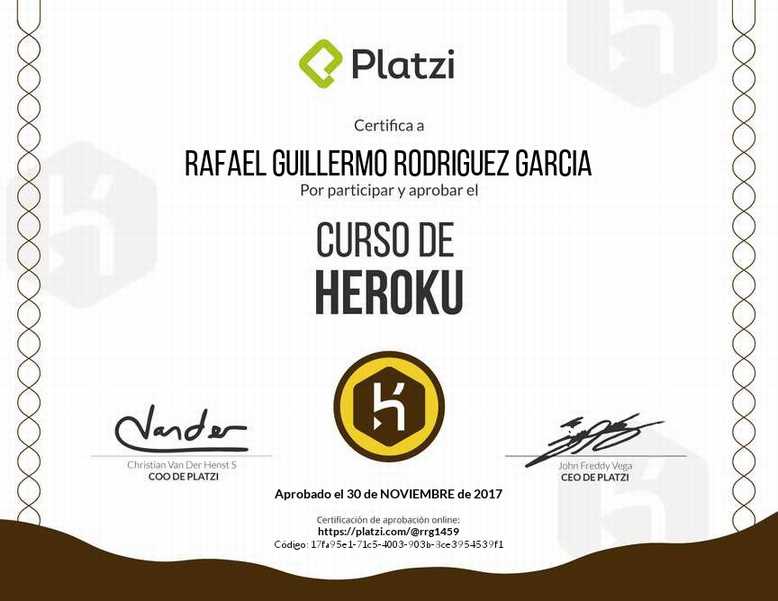 Platzi
Certifica a
RAFAEL GUILLERMO RODRIGUEZ GARCIA
Por participar y aprobar el
CURSO DE
HEROKU
Vander
Christian Van Der Henst S
COO DE PLATZI
John Freddy Vega
CEO DE PLATZI
Aprobado el 30 de NOVIEMBRE de 2017
Certificación de aprobación online:
https://platzi.com/@rrg1459
Código: 17fa95e1-71c5-4003-903b-8ce3954539f1